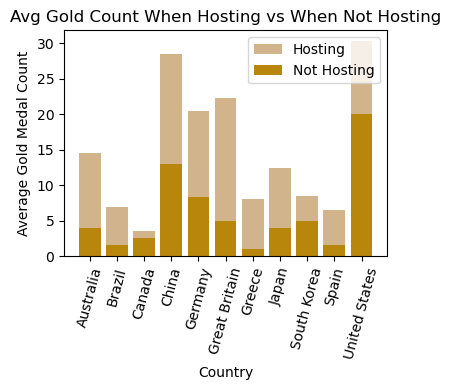 Avg Gold Count When Hosting vs When Not Hosting
Hosting
Not Hosting
Average Gold Medal Count
30
25
20
15
10
5
0
Australia
Brazil
Canada
China
Germany
Great Britain
Greece
Japan
South Korea
Spain
United States
Country